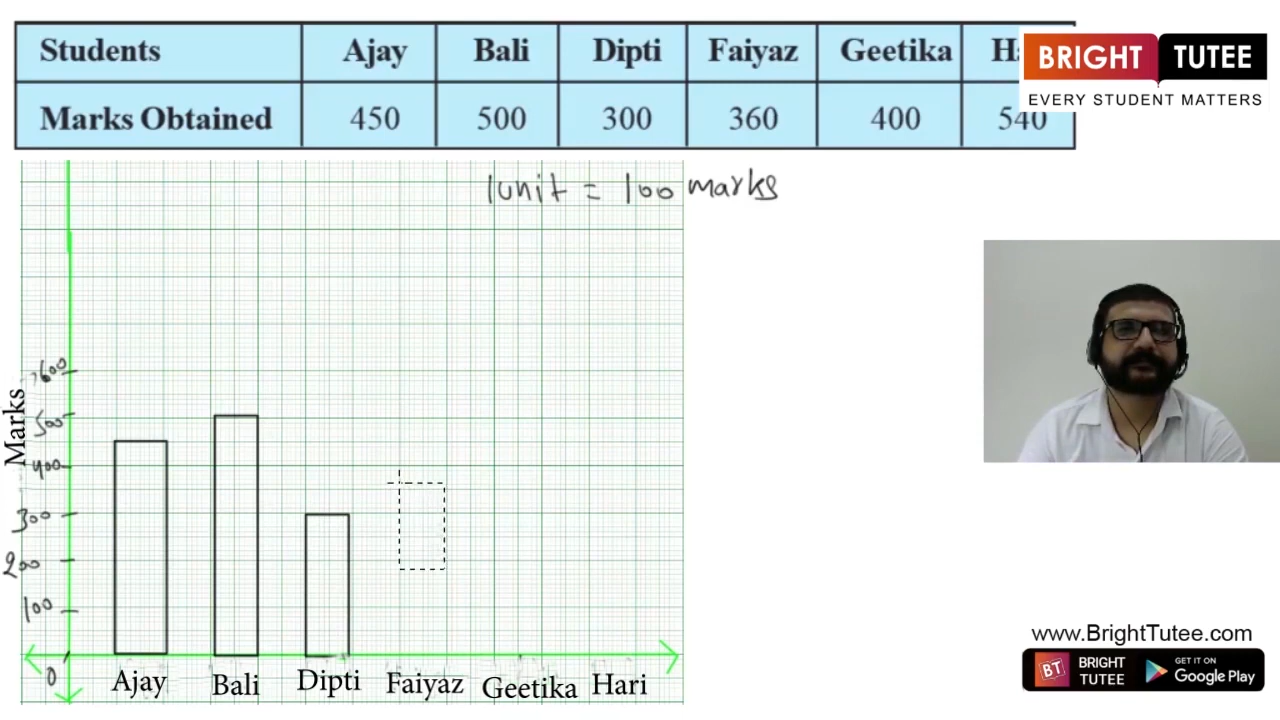 Students Ajay Bali Dipti Faiyaz Geetika
Marks Obtained 450 500 300 360 400 540
BRIGHT TUTEE
EVERY STUDENT MATTERS
1unit = 100 marks
Marks
600
500
400
300
200
100
0
Ajay Bali Dipti Faiyaz Geetika Hari
www.BrightTutee.com
BT BRIGHT TUTEE
GET IT ON Google Play